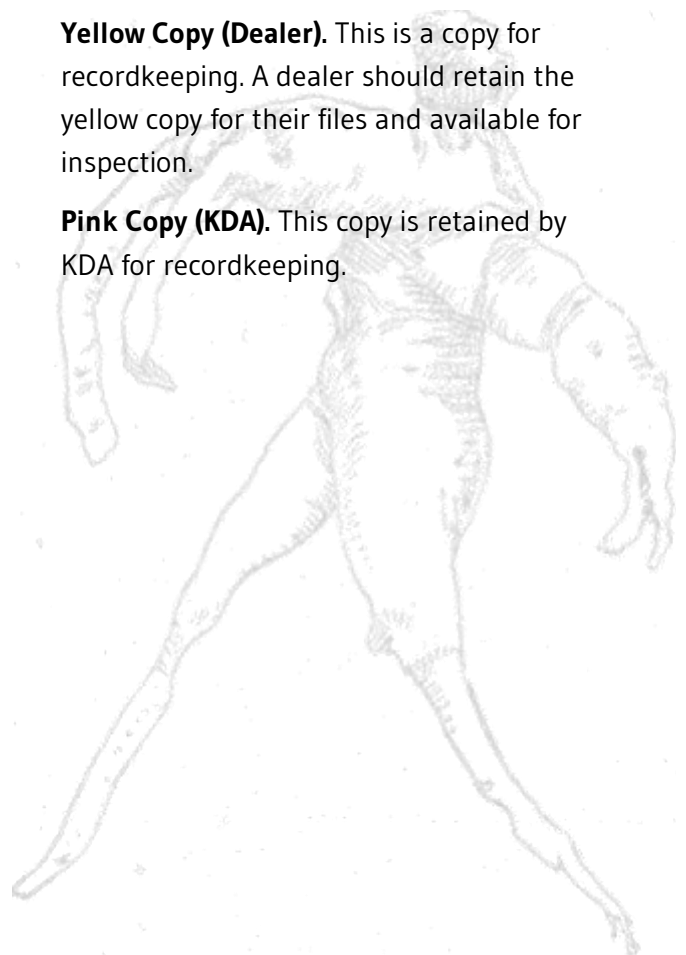 Yellow Copy (Dealer). This is a copy for
recordkeeping. A dealer should retain the
yellow copy for their files and available for
inspection.
Pink Copy (KDA). This copy is retained by
KDA for recordkeeping.